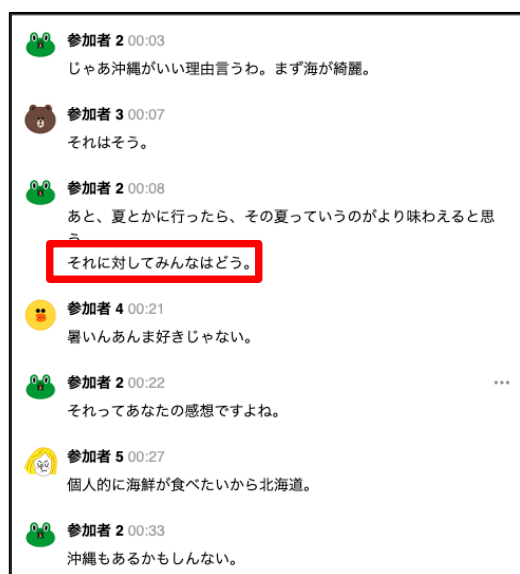 参加者 2 00:03
じゃあ沖縄がいい理由言うわ。まず海が綺麗。
参加者 3 00:07
それはそう。
参加者 2 00:08
あと、夏とかに行ったら、その夏っていうのがより味わえると思
う。
それに対してみんなはどう。
参加者 4 00:21
暑いんあんま好きじゃない。
参加者 2 00:22
それってあなたの感想ですよね。
参加者 5 00:27
個人的に海鮮が食べたいから北海道。
参加者 2 00:33
沖縄もあるかもしんない。